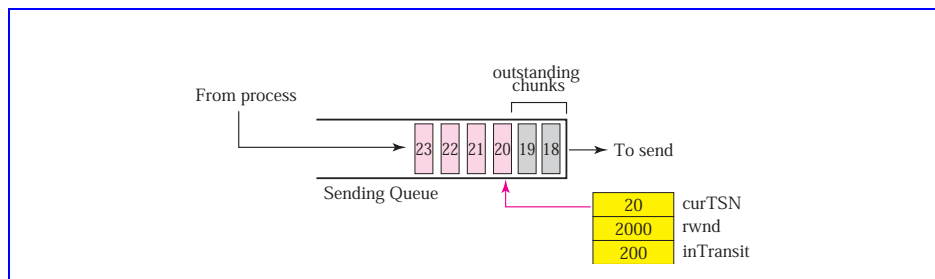 outstanding
chunks
From process
23 22 21 20 19 18
To send
Sending Queue
20 curTSN
2000 rwnd
200 inTransit